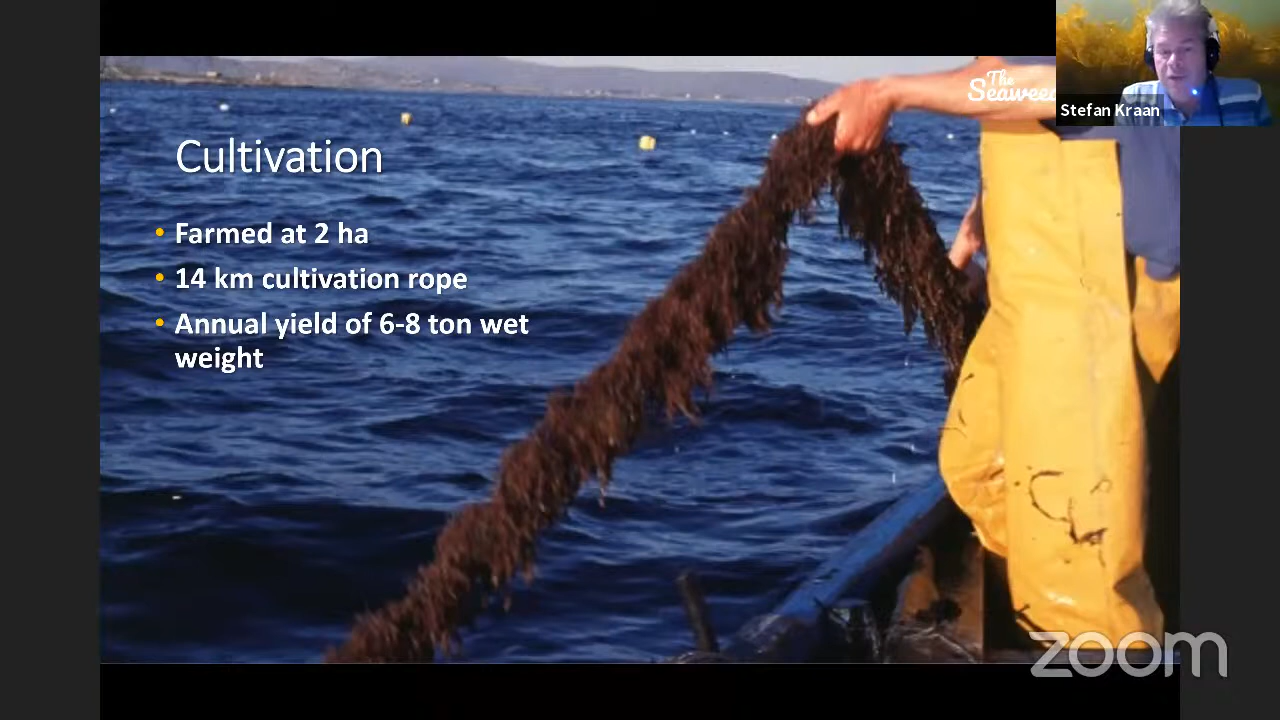 The
Seaweed
Stefan Kraan
Cultivation
• Farmed at 2 ha
• 14 km cultivation rope
• Annual yield of 6-8 ton wet
weight
zoom